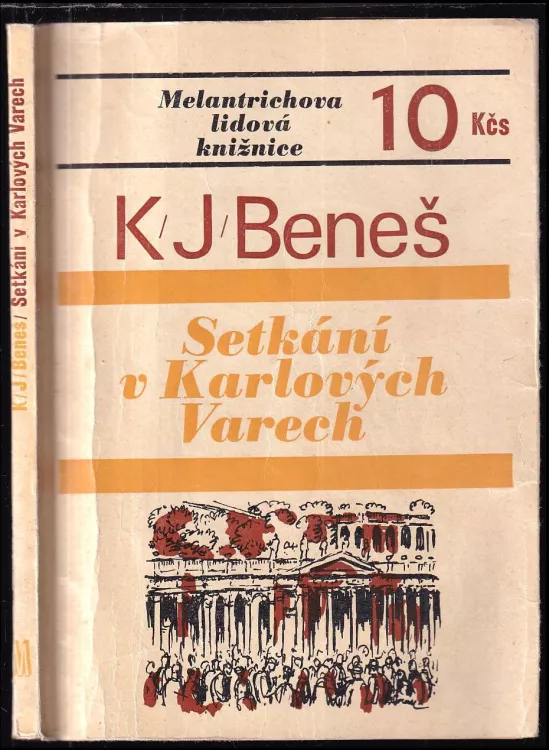 Melantrichova
lidová
knižnice
10 Kčs
K/J/Beneš
Setkání
v Karlových
Varech
K/J/Beneš/Setkání v Karlových Varech
M